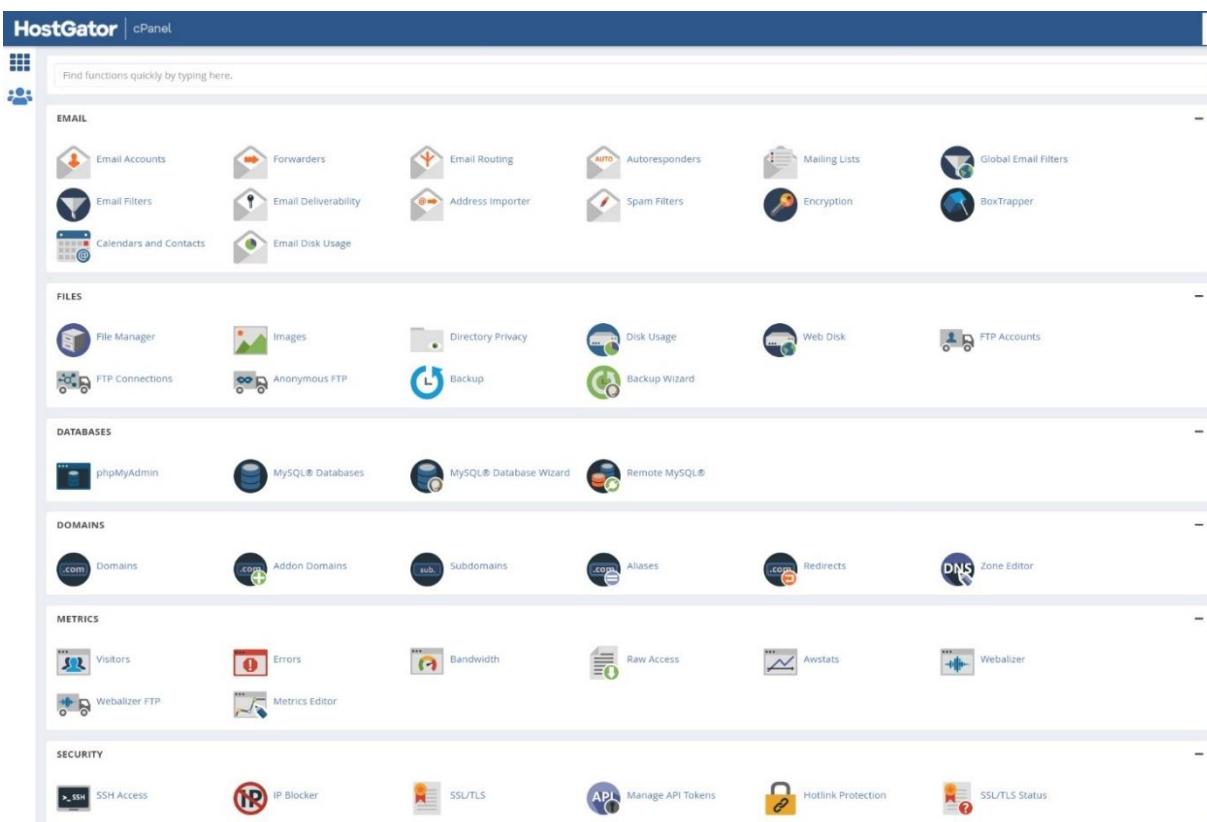 HostGator | cPanel
Find functions quickly by typing here.
EMAIL
Email Accounts Forwarders Email Routing AUTO Autoresponders Mailing Lists Global Email Filters
Email Filters Email Deliverability Address Importer Spam Filters Encryption BoxTrapper
Calendars and Contacts Email Disk Usage
FILES
File Manager Images Directory Privacy Disk Usage Web Disk FTP Accounts
FTP Connections Anonymous FTP Backup Backup Wizard
DATABASES
phpMyAdmin MySQL® Databases MySQL® Database Wizard Remote MySQL®
DOMAINS
.com Domains .com Addon Domains sub. Subdomains .com Aliases .com Redirects DNS Zone Editor
METRICS
Visitors Errors Bandwidth Raw Access Awstats Webalizer
Webalizer FTP Metrics Editor
SECURITY
>_SSH SSH Access IP IP Blocker SSL/TLS API Manage API Tokens Hotlink Protection SSL/TLS Status